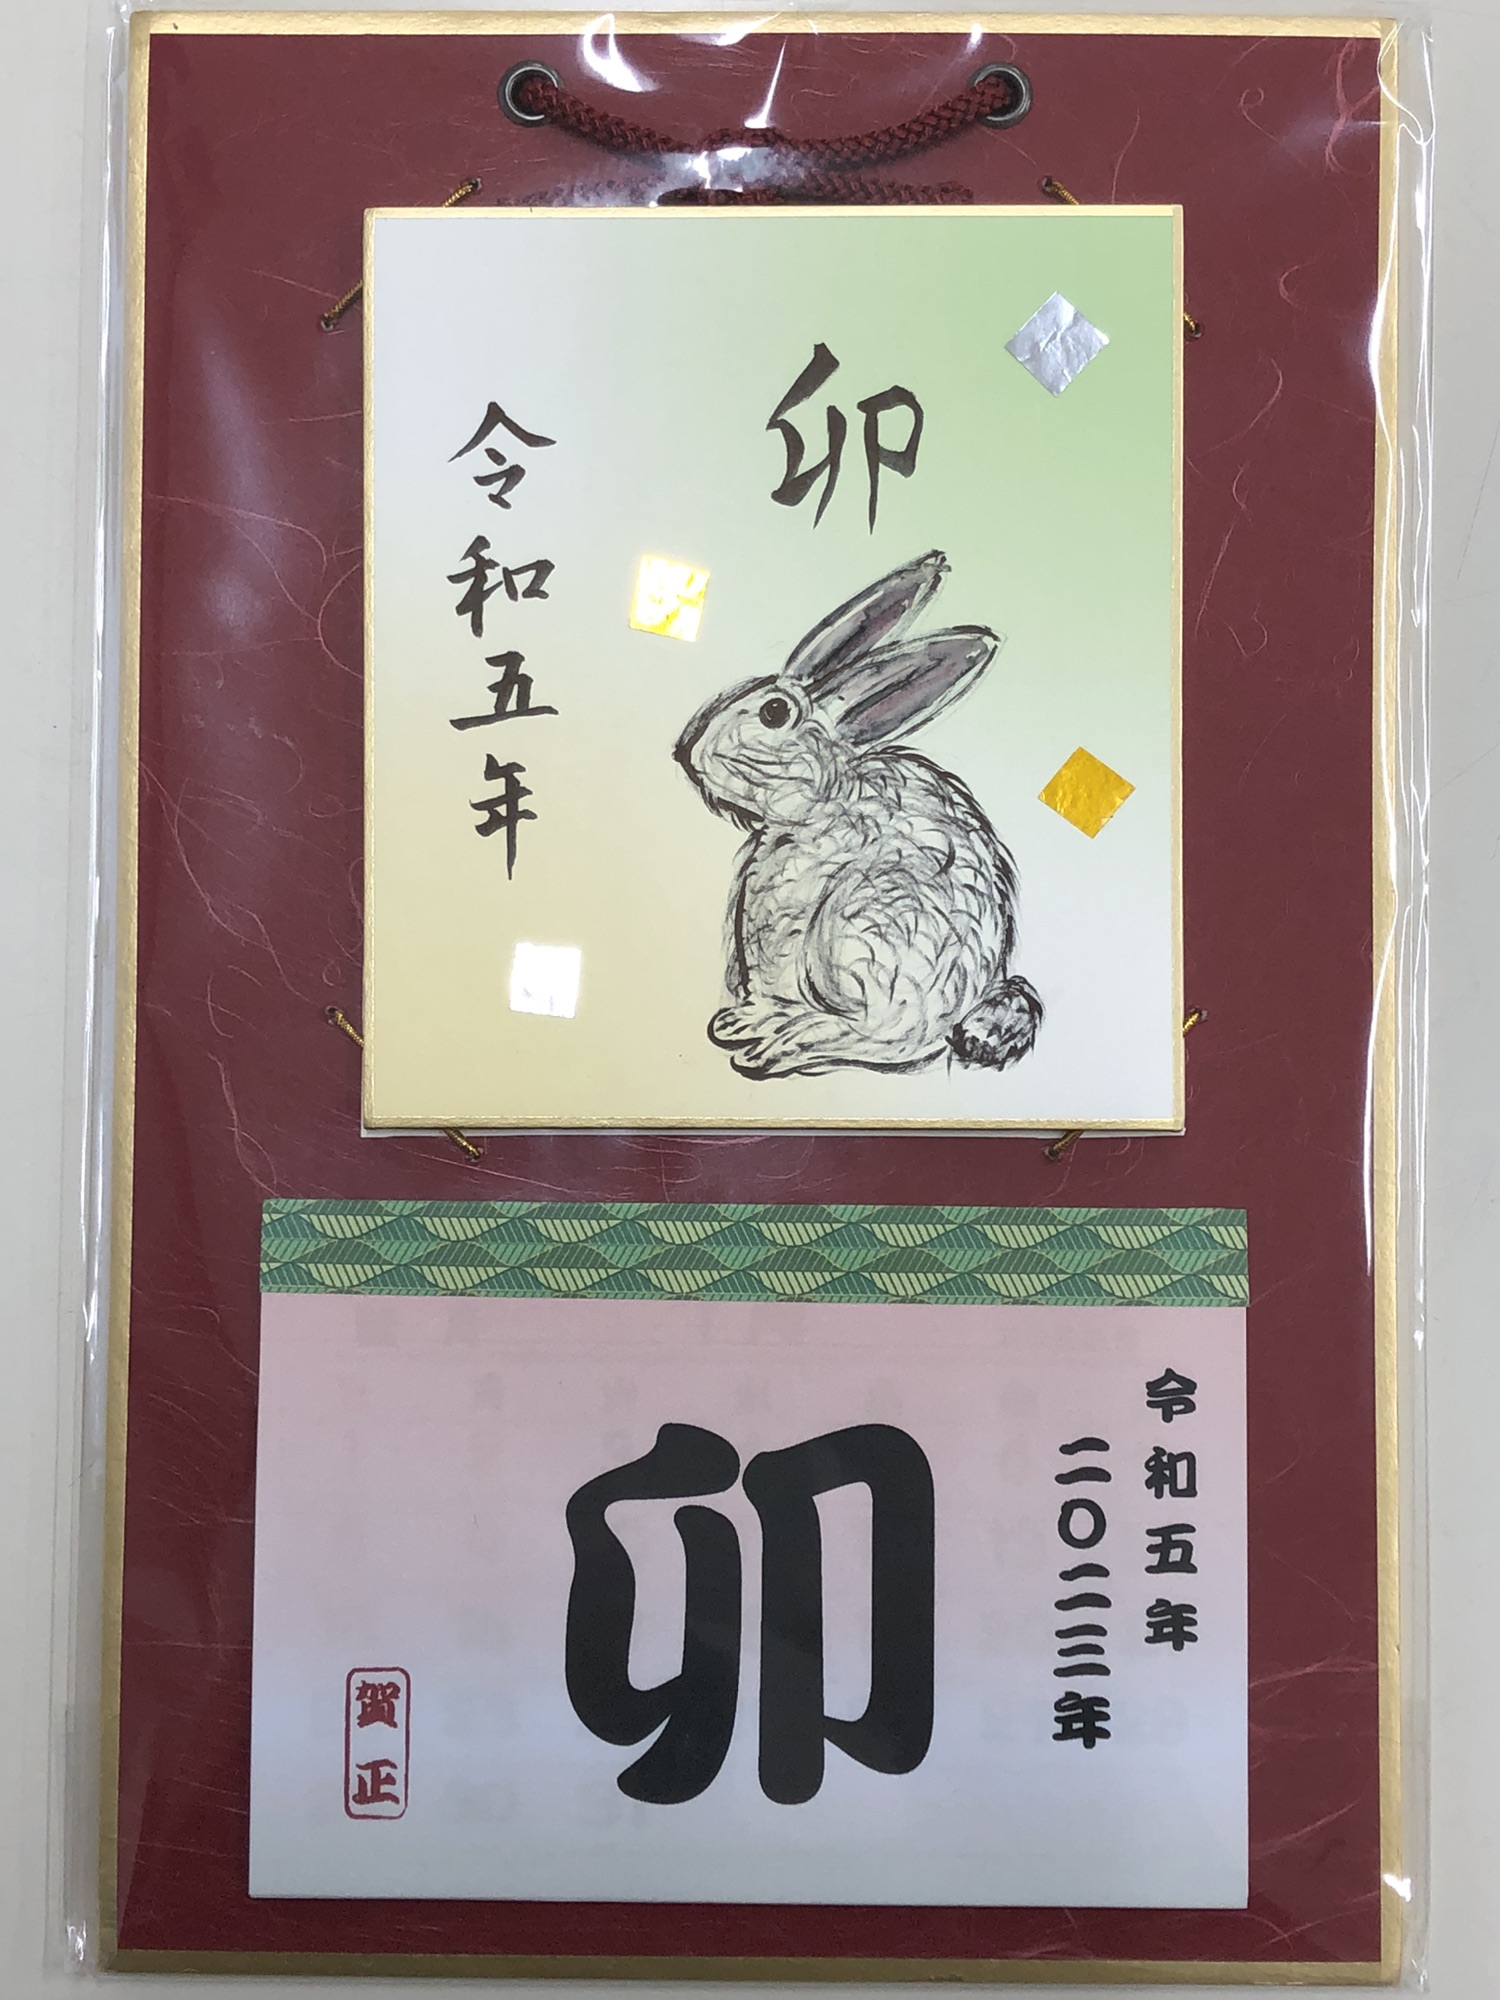 卯
令和五年
令和五年
二〇二三年
卯
賀正